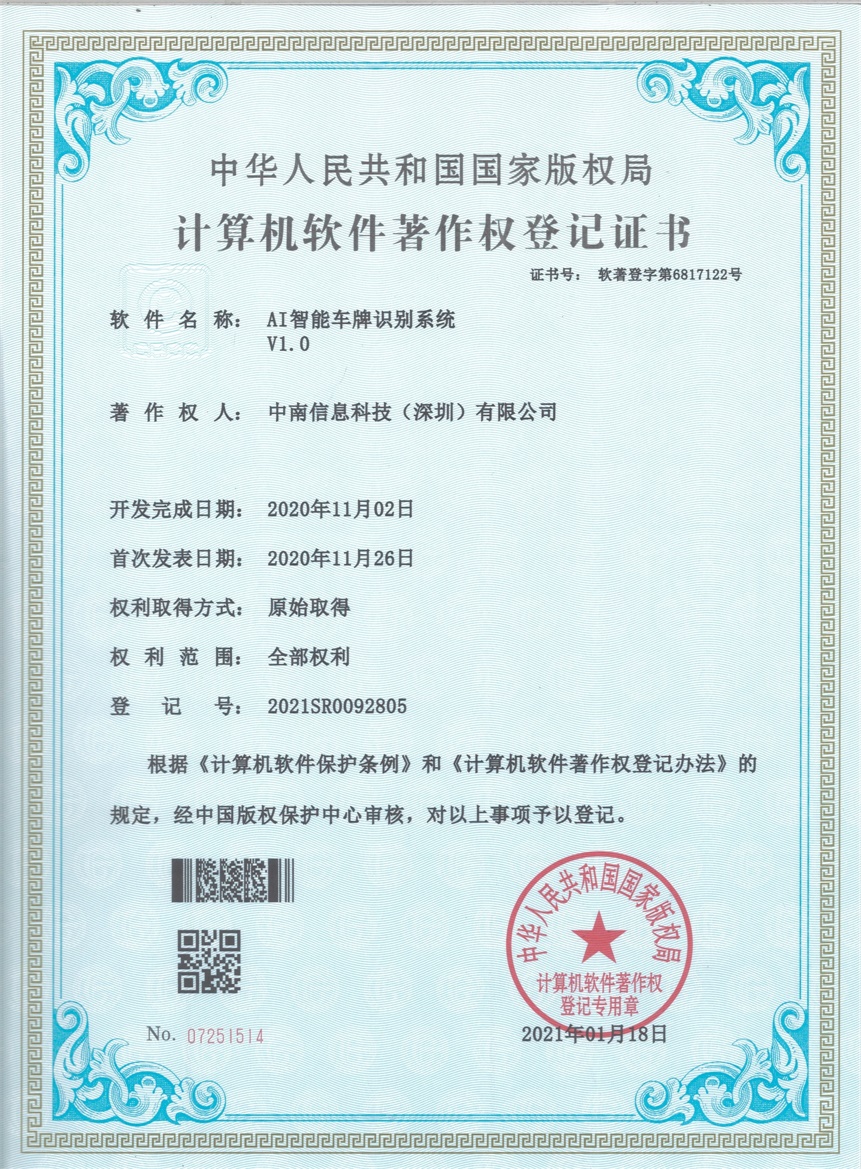 中华人民共和国国家版权局
计算机软件著作权登记证书
证书号： 软著登字第6817122号
软件名称： AI智能车牌识别系统
V1.0
著作权人： 中南信息科技（深圳）有限公司
开发完成日期： 2020年11月02日
首次发表日期： 2020年11月26日
权利取得方式： 原始取得
权利范围： 全部权利
登记号： 2021SR0092805
根据《计算机软件保护条例》和《计算机软件著作权登记办法》的
规定，经中国版权保护中心审核，对以上事项予以登记。
中华人民共和国国家版权局
计算机软件著作权
登记专用章
No. 07251514
2021年01月18日
CPCC